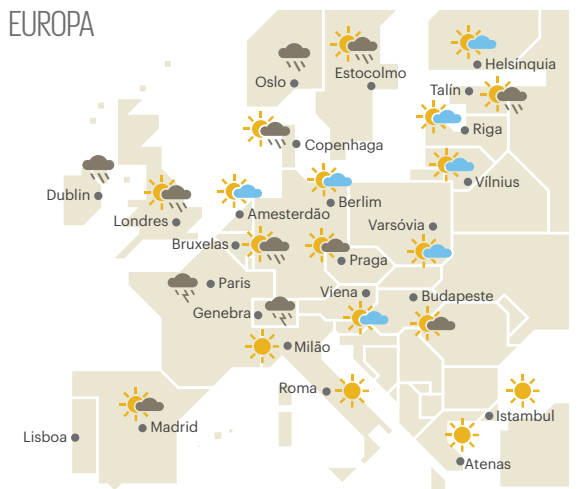 EUROPA
Oslo
Estocolmo
Helsínquia
Talín
Riga
Copenhaga
Vílnius
Dublin
Londres
Amesterdão
Berlim
Varsóvia
Bruxelas
Praga
Paris
Viena
Budapeste
Genebra
Milão
Roma
Istambul
Madrid
Lisboa
Atenas